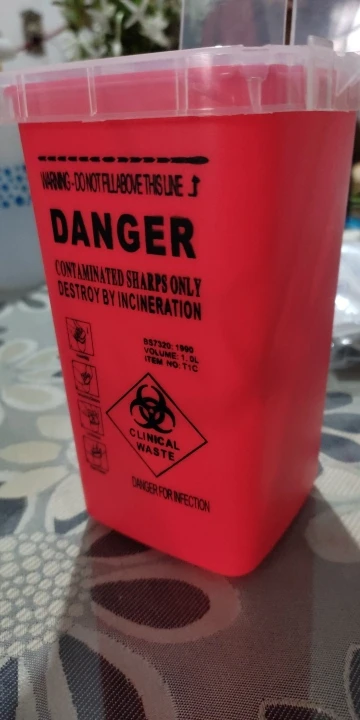 WARNING - DO NOT FILL ABOVE THIS LINE
DANGER
CONTAMINATED SHARPS ONLY
DESTROY BY INCINERATION
BS7320: 1990
VOLUME: 1.0L
ITEM NO: T1C
CLINICAL
WASTE
DANGER FOR INFECTION